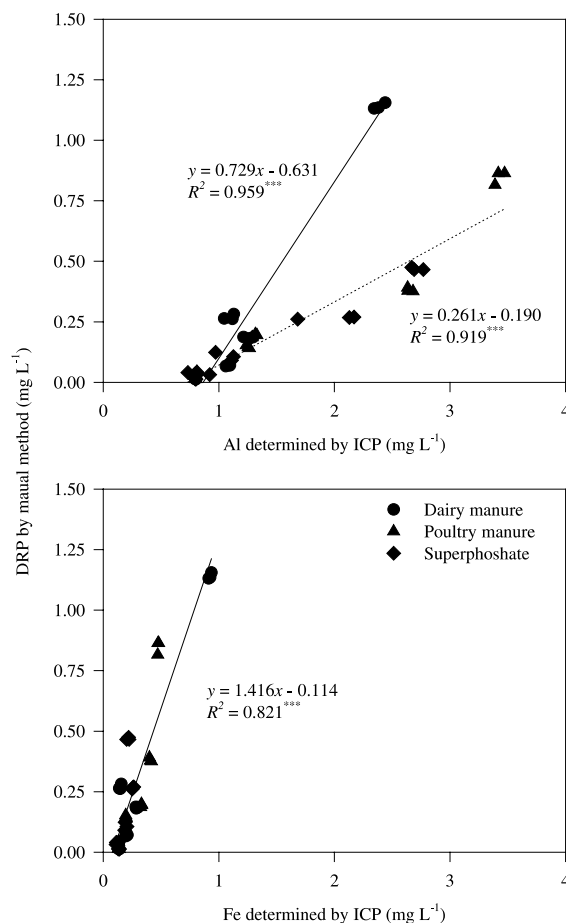 1.50
1.25
1.00
0.75
0.50
0.25
0.00
y = 0.729x - 0.631
R² = 0.959***
y = 0.261x - 0.190
R² = 0.919***
0 1 2 3 4
Al determined by ICP (mg L⁻¹)
DRP by maual method (mg L⁻¹)
1.50
1.25
1.00
0.75
0.50
0.25
0.00
Dairy manure
Poultry manure
Superphoshate
y = 1.416x - 0.114
R² = 0.821***
0 1 2 3 4
Fe determined by ICP (mg L⁻¹)